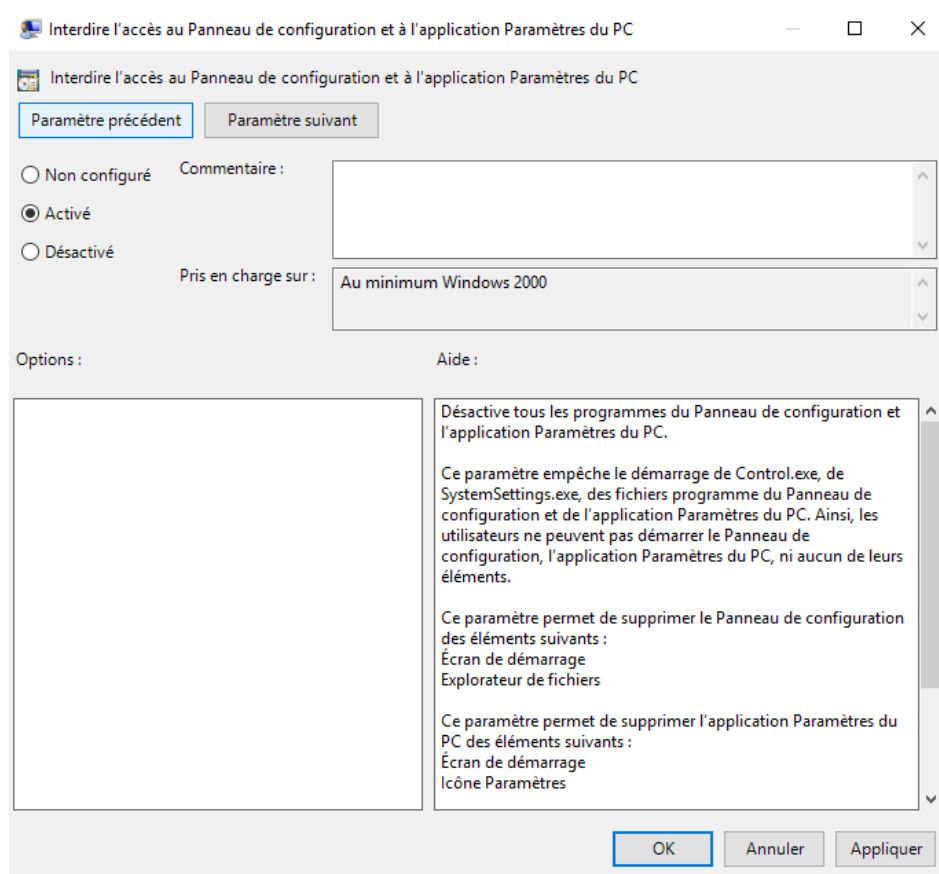 Interdire l'accès au Panneau de configuration et à l'application Paramètres du PC
Interdire l'accès au Panneau de configuration et à l'application Paramètres du PC
Paramètre précédent
Paramètre suivant
Non configuré
Commentaire :
Activé
Désactivé
Pris en charge sur :
Au minimum Windows 2000
Options :
Aide :
Désactive tous les programmes du Panneau de configuration et
l'application Paramètres du PC.
Ce paramètre empêche le démarrage de Control.exe, de
SystemSettings.exe, des fichiers programme du Panneau de
configuration et de l'application Paramètres du PC. Ainsi, les
utilisateurs ne peuvent pas démarrer le Panneau de
configuration, l'application Paramètres du PC, ni aucun de leurs
éléments.
Ce paramètre permet de supprimer le Panneau de configuration
des éléments suivants :
Écran de démarrage
Explorateur de fichiers
Ce paramètre permet de supprimer l'application Paramètres du
PC des éléments suivants :
Écran de démarrage
Icône Paramètres
OK
Annuler
Appliquer